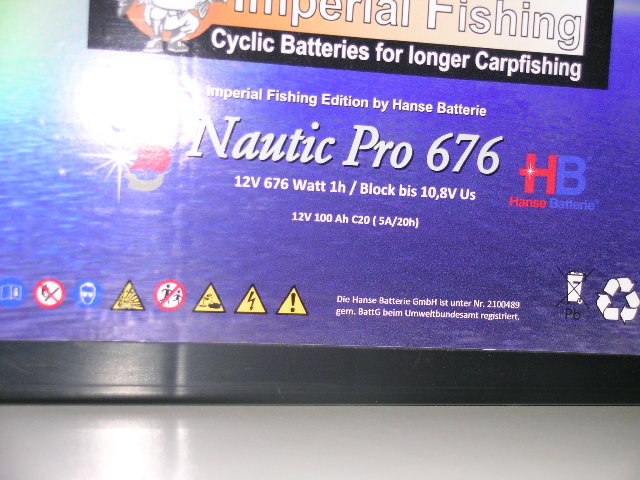 Imperial Fishing
Cyclic Batteries for longer Carpfishing
Imperial Fishing Edition by Hanse Batterie
Nautic Pro 676
12V 676 Watt 1h / Block bis 10,8V Us
HB
Hanse Batterie
12V 100 Ah C20 ( 5A/20h)
Die Hanse Batterie GmbH ist unter Nr. 2100489
gem. BattG beim Umweltbundesamt registriert.
Pb